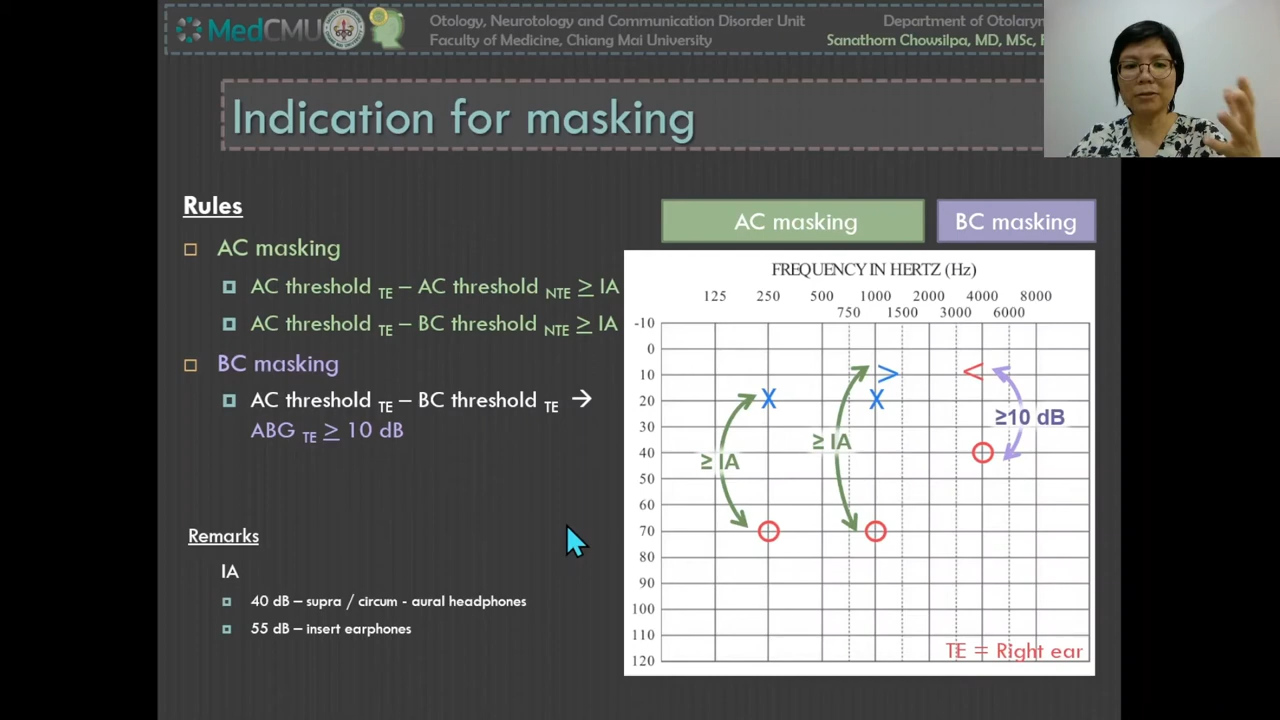 MedCMU
Otology, Neurotology and Communication Disorder Unit
Faculty of Medicine, Chiang Mai University
Department of Otolaryn
Sanathorn Chowsilpa, MD, MSc,
Indication for masking
Rules
AC masking
AC threshold TE – AC threshold NTE ≥ IA
AC threshold TE – BC threshold NTE ≥ IA
BC masking
AC threshold TE – BC threshold TE →
ABG TE ≥ 10 dB
Remarks
IA
40 dB – supra / circum - aural headphones
55 dB – insert earphones
AC masking
BC masking
FREQUENCY IN HERTZ (Hz)
125 250 500 1000 2000 4000 8000
750 1500 3000 6000
-10
0
10
20
30
40
50
60
70
80
90
100
110
120
> <
X X
≥ IA
≥ IA
≥10 dB
TE = Right ear